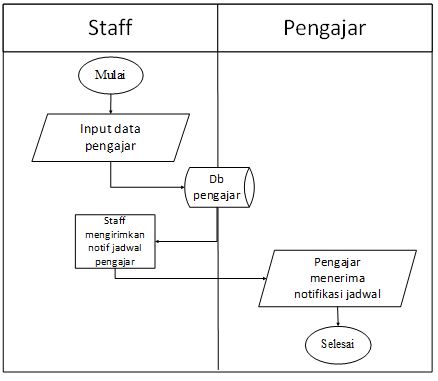 Staff
Pengajar
Mulai
Input data
pengajar
Db
pengajar
Staff
mengirimkan
notif jadwal
pengajar
Pengajar
menerima
notifikasi jadwal
Selesai